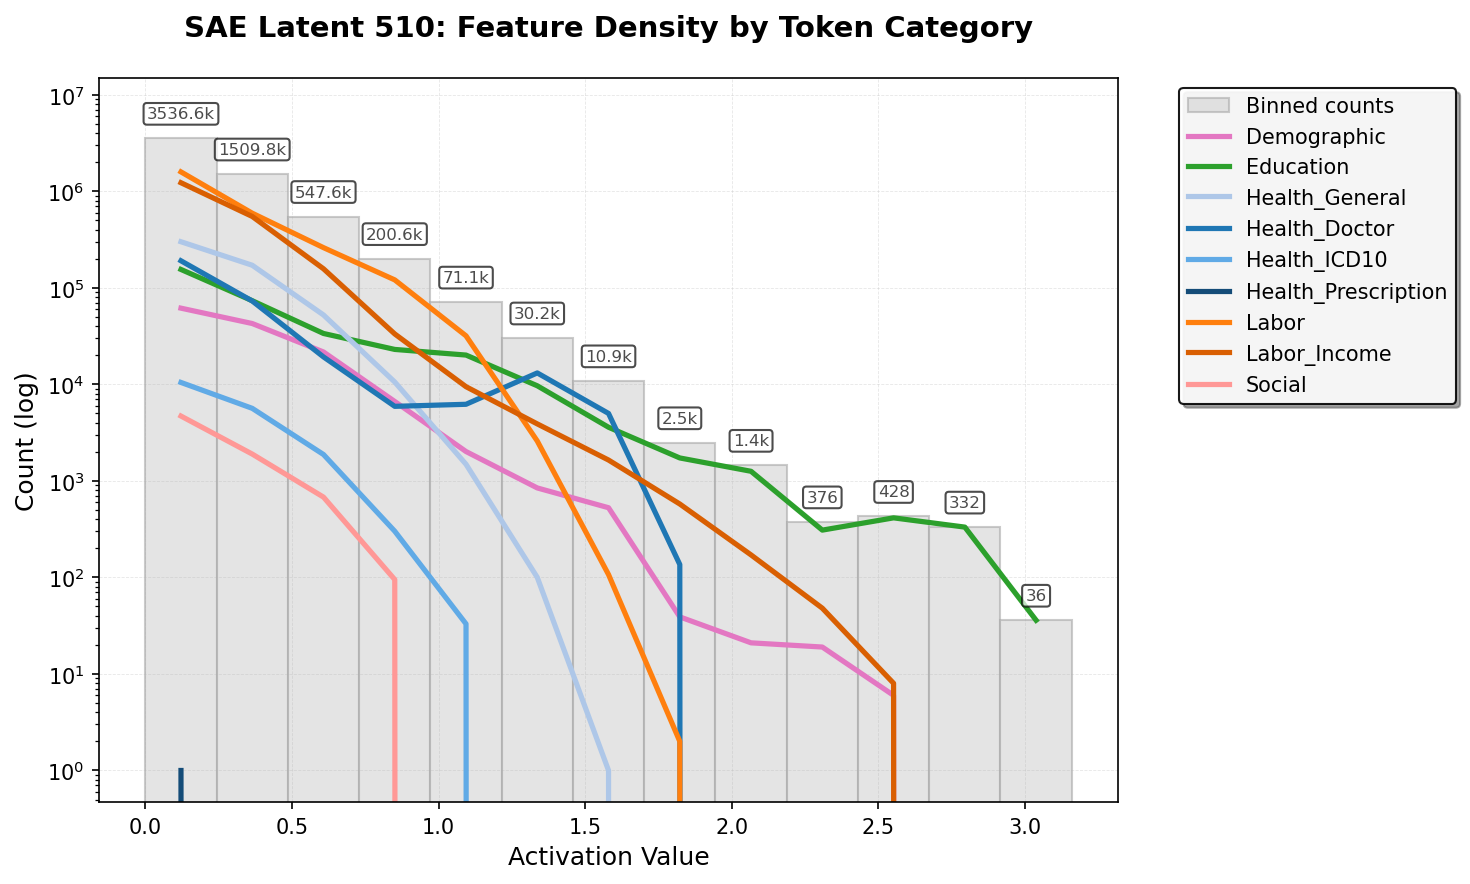 SAE Latent 510: Feature Density by Token Category
Count (log)
10⁷
10⁶
10⁵
10⁴
10³
10²
10¹
10⁰
3536.6k
1509.8k
547.6k
200.6k
71.1k
30.2k
10.9k
2.5k
1.4k
376
428
332
36
0.0
0.5
1.0
1.5
2.0
2.5
3.0
Activation Value
Binned counts
Demographic
Education
Health_General
Health_Doctor
Health_ICD10
Health_Prescription
Labor
Labor_Income
Social